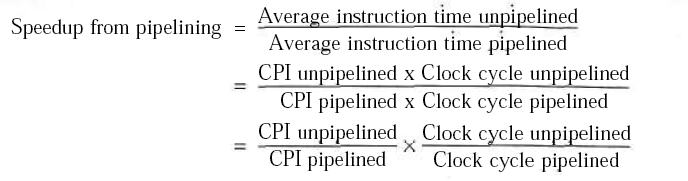 Speedup from pipelining = Average instruction time unpipelined
Average instruction time pipelined
= CPI unpipelined x Clock cycle unpipelined
CPI pipelined x Clock cycle pipelined
= CPI unpipelined × Clock cycle unpipelined
CPI pipelined Clock cycle pipelined